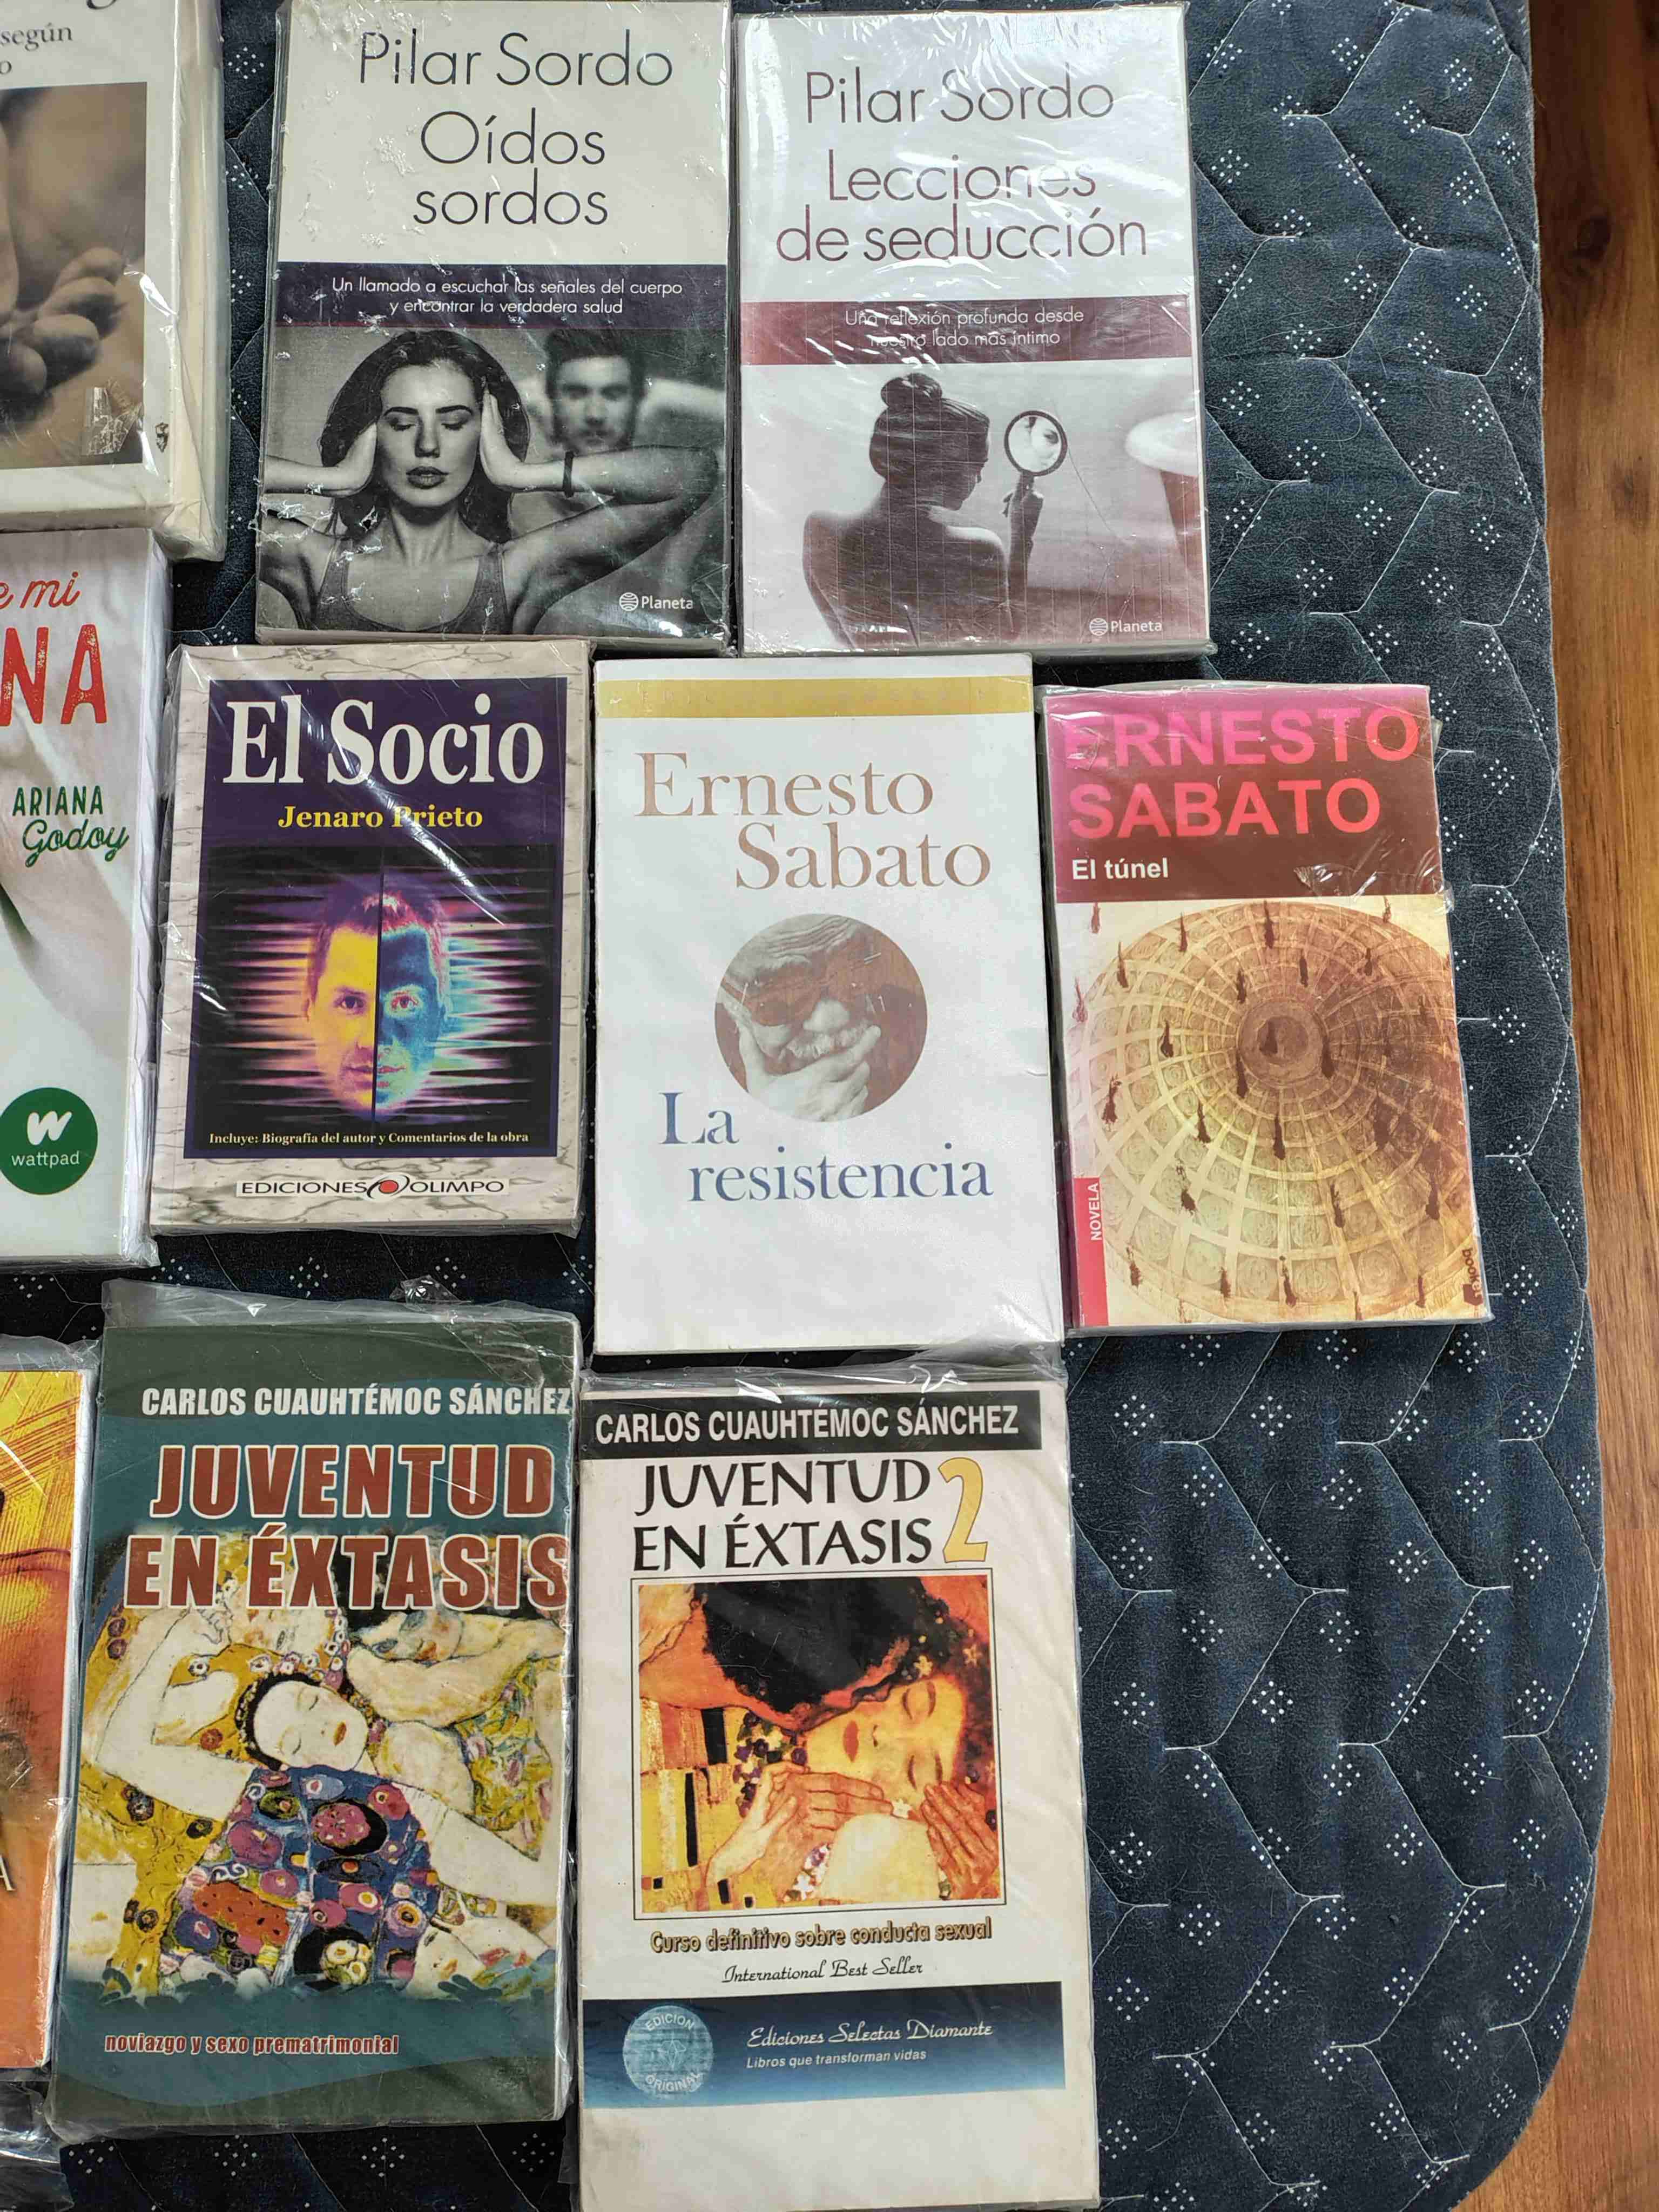 según
o
Pilar Sordo
Oídos
sordos
Un llamado a escuchar las señales del cuerpo
y encontrar la verdadera salud
Planeta
Pilar Sordo
Lecciones
de seducción
Una reflexión profunda desde
nuestro lado más íntimo
Planeta
e mi
NA
ARIANA
Godoy
w
wattpad
El Socio
Jenaro Prieto
Incluye: Biografía del autor y Comentarios de la obra
EDICIONES OLIMPO
Ernesto
Sabato
La
resistencia
ERNESTO
SABATO
El túnel
NOVELA
booket
A
CARLOS CUAUHTÉMOC SÁNCHEZ
JUVENTUD
EN ÉXTASIS
noviazgo y sexo prematrimonial
CARLOS CUAUHTEMOC SÁNCHEZ
JUVENTUD 2
EN ÉXTASIS
Curso definitivo sobre conducta sexual
International Best Seller
EDICION
ORIGINAL
Ediciones Selectas Diamante
Libros que transforman vidas